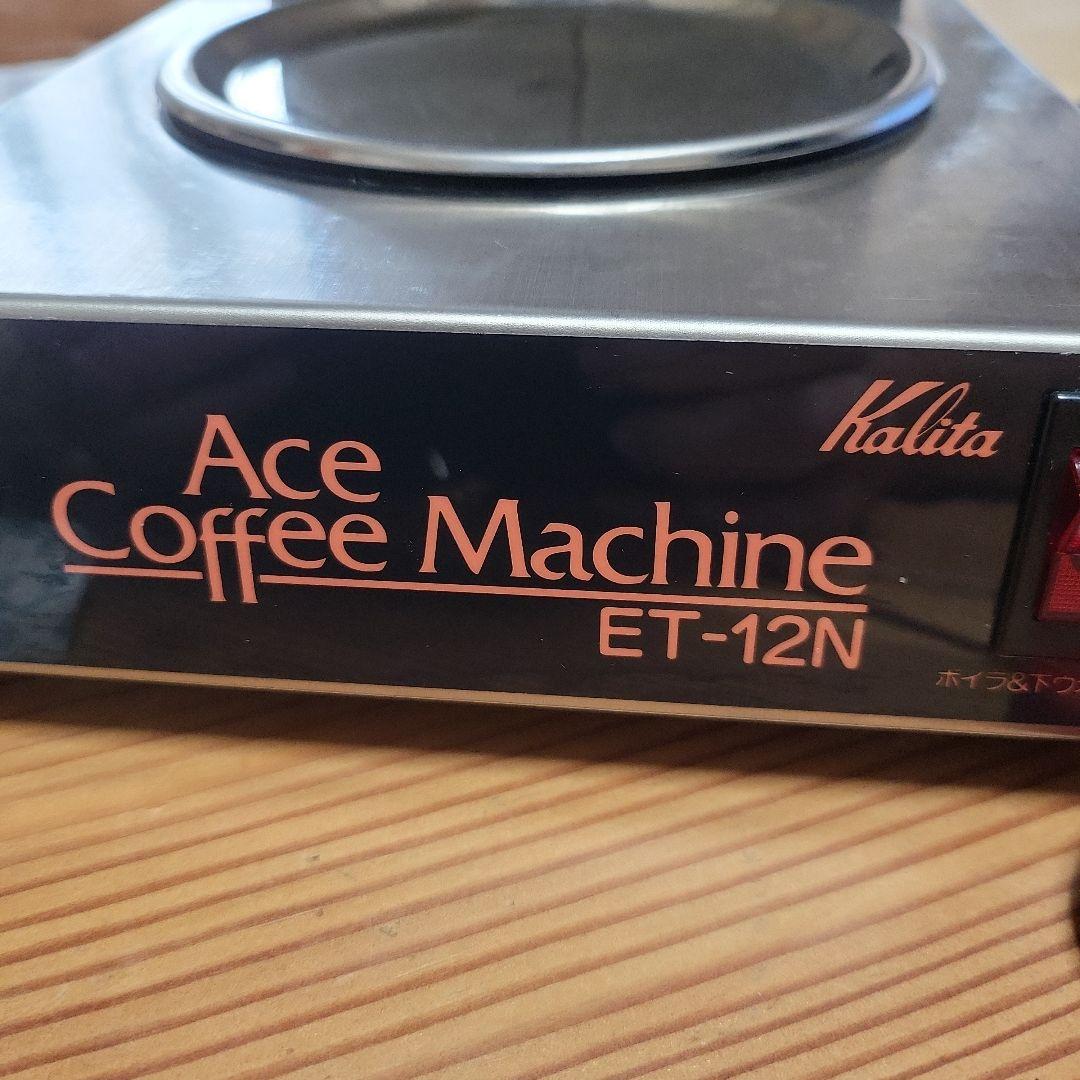 Kalita
Ace
Coffee Machine
ET-12N
ボイラ&下ウ